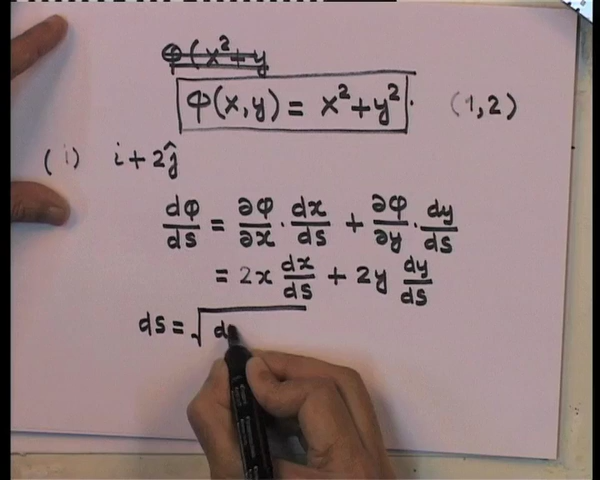 φ(x²+y
φ(x,y) = x²+y². (1,2)
(i) i+2ĵ
dφ/ds = ∂φ/∂x · dx/ds + ∂φ/∂y · dy/ds
= 2x dx/ds + 2y dy/ds
ds = √d